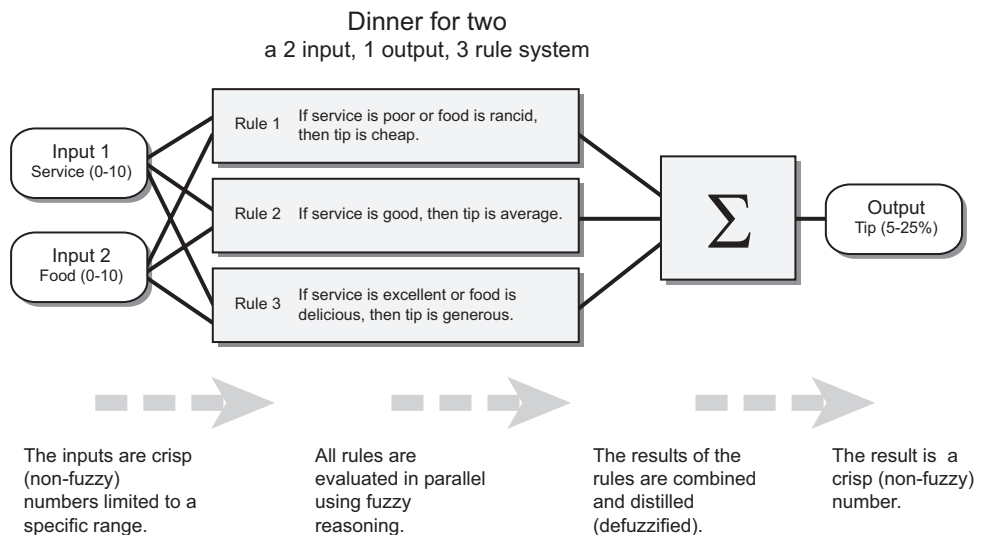 Dinner for two
a 2 input, 1 output, 3 rule system
Input 1
Service (0-10)
Input 2
Food (0-10)
Rule 1 If service is poor or food is rancid,
then tip is cheap.
Rule 2 If service is good, then tip is average.
Rule 3 If service is excellent or food is
delicious, then tip is generous.
Σ
Output
Tip (5-25%)
The inputs are crisp
(non-fuzzy)
numbers limited to a
specific range.
All rules are
evaluated in parallel
using fuzzy
reasoning.
The results of the
rules are combined
and distilled
(defuzzified).
The result is a
crisp (non-fuzzy)
number.